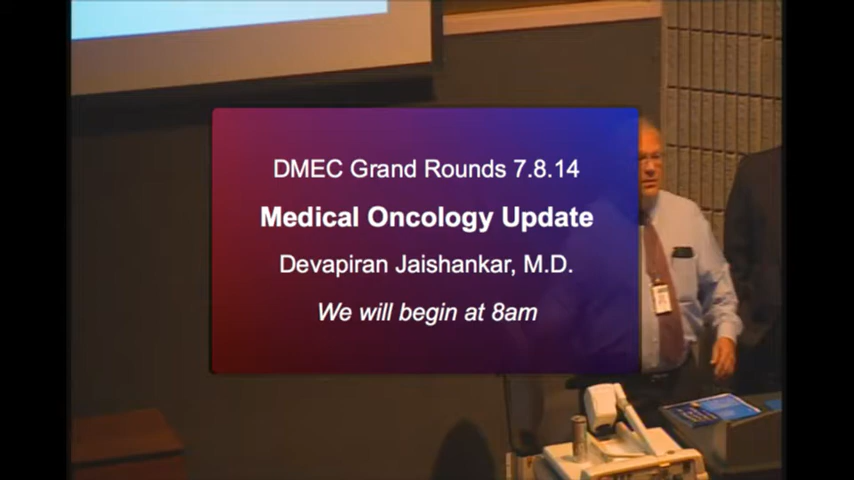 DMEC Grand Rounds 7.8.14
Medical Oncology Update
Devapiran Jaishankar, M.D.
We will begin at 8am